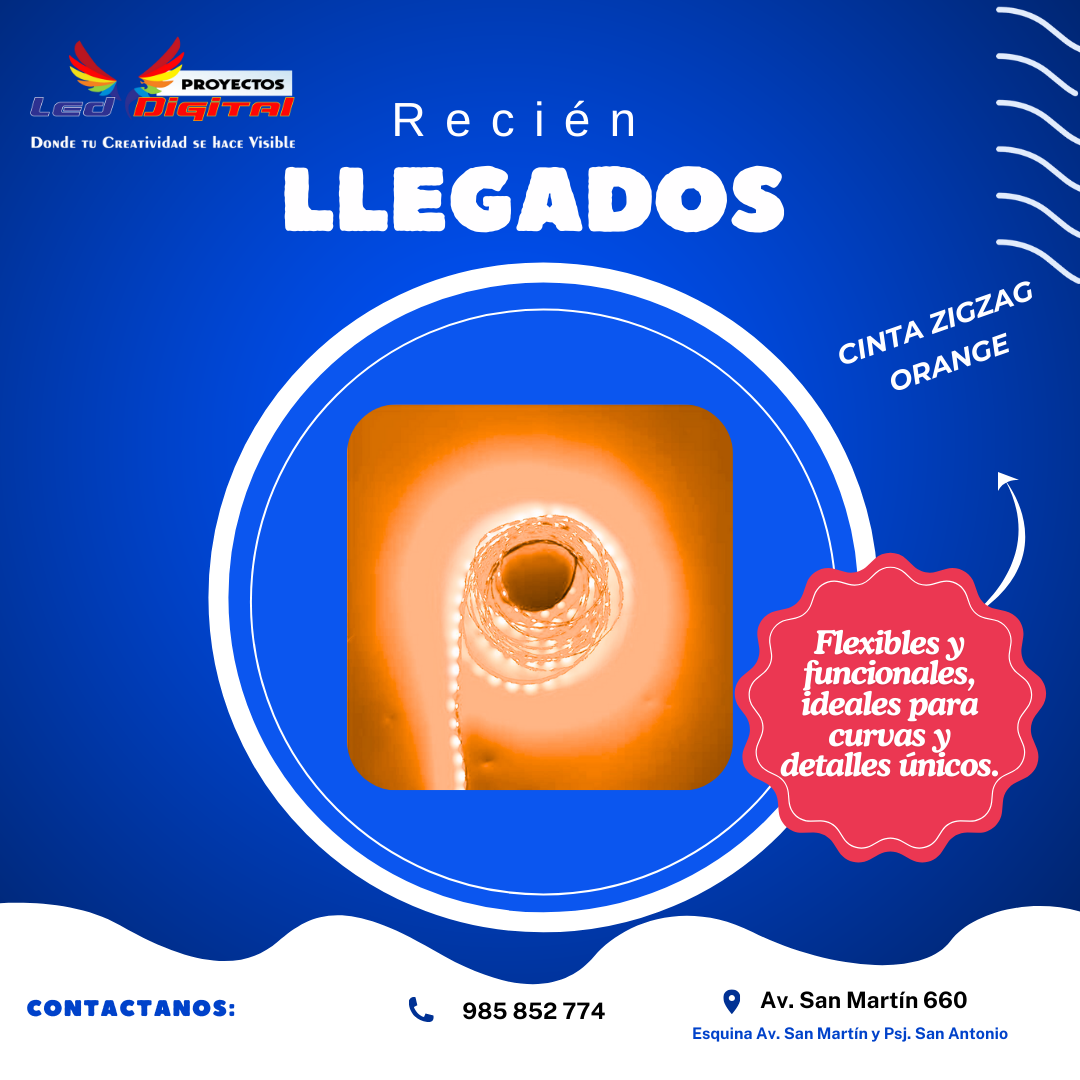 PROYECTOS
Led Digital
Donde tu Creatividad se hace Visible
Recién
LLEGADOS
CINTA ZIGZAG
ORANGE
Flexibles y
funcionales,
ideales para
curvas y
detalles únicos.
CONTACTANOS:
985 852 774
Av. San Martín 660
Esquina Av. San Martín y Psj. San Antonio